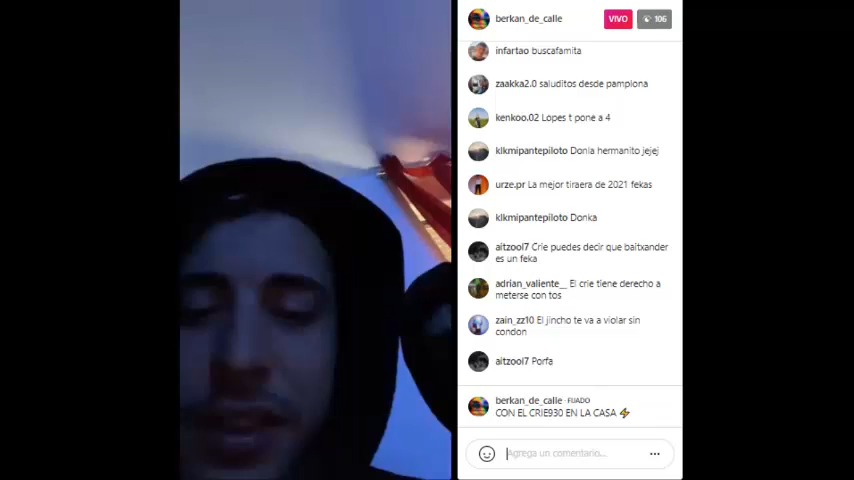 berkan_de_calle
VIVO
106
infartao buscafamita
zaakka2.0 saluditos desde pamplona
kenkoo.02 Lopes t pone a 4
klkmipantepiloto Donla hermanito jejej
urze.pr La mejor tiraera de 2021 fekas
klkmipantepiloto Donka
aitzool7 Crie puedes decir que baitxander
es un feka
adrian_valiente__ El crie tiene derecho a
meterse con tos
zain_zz10 El jincho te va a violar sin
condon
aitzool7 Porfa
berkan_de_calle · FIJADO
CON EL CRIE930 EN LA CASA ⚡
Agrega un comentario...